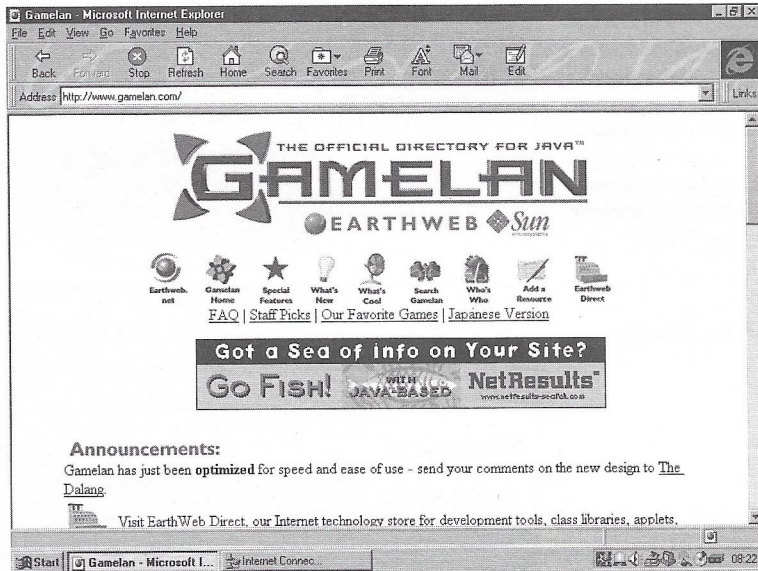 Gamelan - Microsoft Internet Explorer
File Edit View Go Favorites Help
Back Forward Stop Refresh Home Search Favorites Print Font Mail Edit
Address http://www.gamelan.com/ Links
THE OFFICIAL DIRECTORY FOR JAVA™
GAMELAN
EARTHWEB Sun
Earthweb.net Gamelan Home Special Features What's New What's Cool Search Gamelan Who's Who Add a Resource Earthweb Direct
FAQ | Staff Picks | Our Favorite Games | Japanese Version
Got a Sea of info on Your Site?
GO FISH! WITH JAVA-BASED NetResults
www.netresults-search.com
Announcements:
Gamelan has just been optimized for speed and ease of use - send your comments on the new design to The
Dalang.
Visit EarthWeb Direct, our Internet technology store for development tools, class libraries, applets,
Start Gamelan - Microsoft I... Internet Connec... 08:22